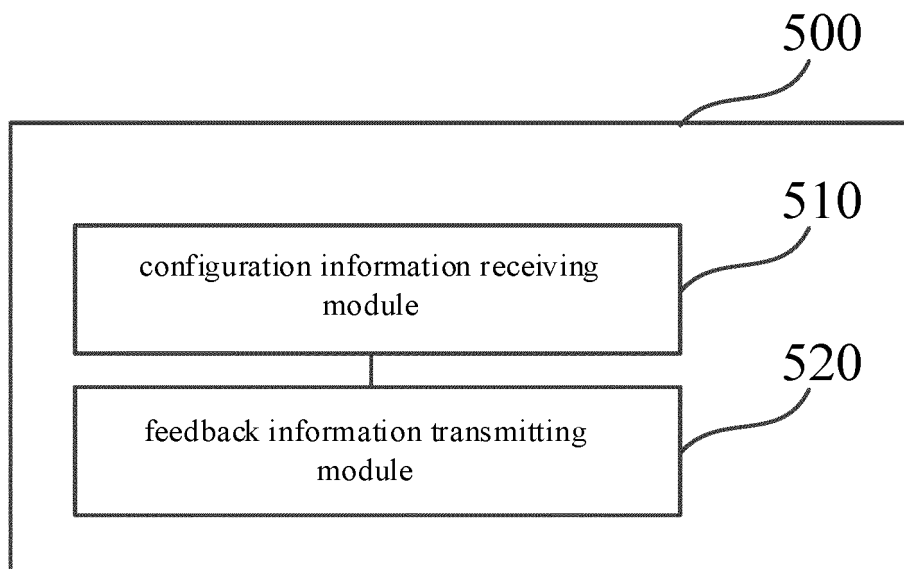 500
510
configuration information receiving
module
520
feedback information transmitting
module